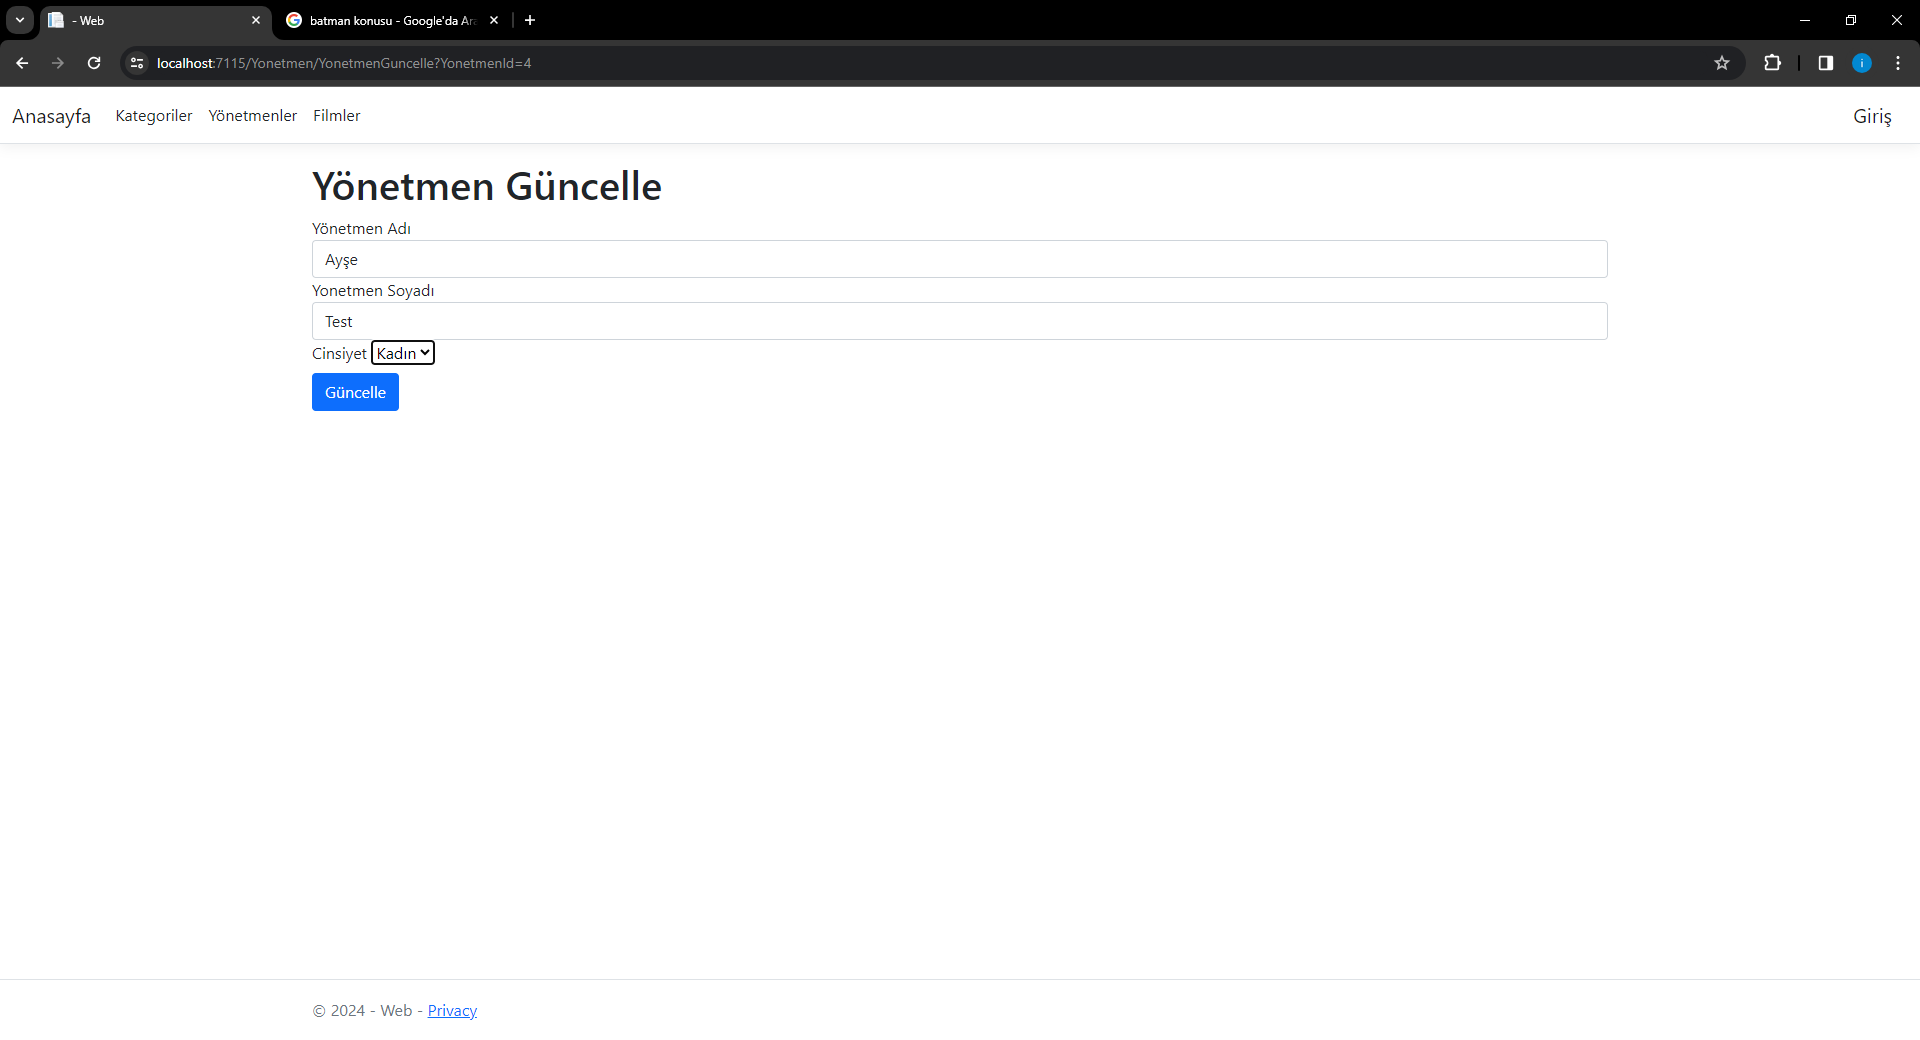 - Web
batman konusu - Google'da Ara
localhost:7115/Yonetmen/YonetmenGuncelle?YonetmenId=4
i
Anasayfa Kategoriler Yönetmenler Filmler Giriş
Yönetmen Güncelle
Yönetmen Adı
Ayşe
Yonetmen Soyadı
Test
Cinsiyet Kadın
Güncelle
© 2024 - Web - Privacy